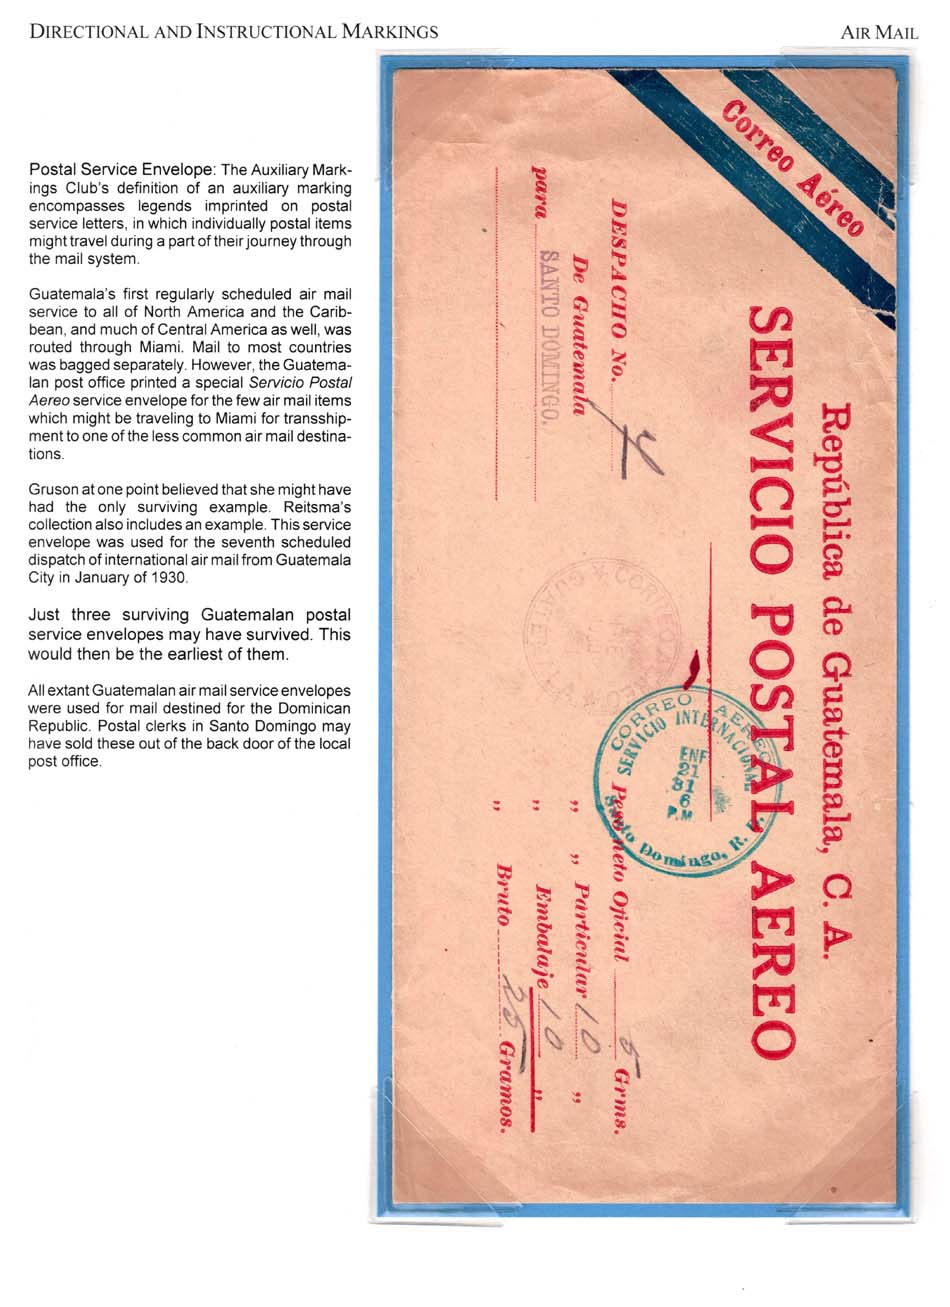 DIRECTIONAL AND INSTRUCTIONAL MARKINGS
AIR MAIL
Postal Service Envelope: The Auxiliary Mark-
ings Club's definition of an auxiliary marking
encompasses legends imprinted on postal
service letters, in which individually postal items
might travel during a part of their journey through
the mail system.
Guatemala's first regularly scheduled air mail
service to all of North America and the Carib-
bean, and much of Central America as well, was
routed through Miami. Mail to most countries
was bagged separately. However, the Guatema-
lan post office printed a special Servicio Postal
Aereo service envelope for the few air mail items
which might be traveling to Miami for transship-
ment to one of the less common air mail destina-
tions.
Gruson at one point believed that she might have
had the only surviving example. Reitsma's
collection also includes an example. This service
envelope was used for the seventh scheduled
dispatch of international air mail from Guatemala
City in January of 1930.
Just three surviving Guatemalan postal
service envelopes may have survived. This
would then be the earliest of them.
All extant Guatemalan air mail service envelopes
were used for mail destined for the Dominican
Republic. Postal clerks in Santo Domingo may
have sold these out of the back door of the local
post office.
Correo Aéreo
República de Guatemala, C. A.
SERVICIO POSTAL AEREO
DESPACHO No.
De Guatemala
para SANTO DOMINGO.
CORREO AEREO
SERVICIO INTERNACIONAL
ENE
21
31
6
P.M.
Santo Domingo, R. D.
Peso neto Oficial 5 Grms.
" " Particular 10 "
" Embalaje 10 "
" Bruto 25 Gramos.